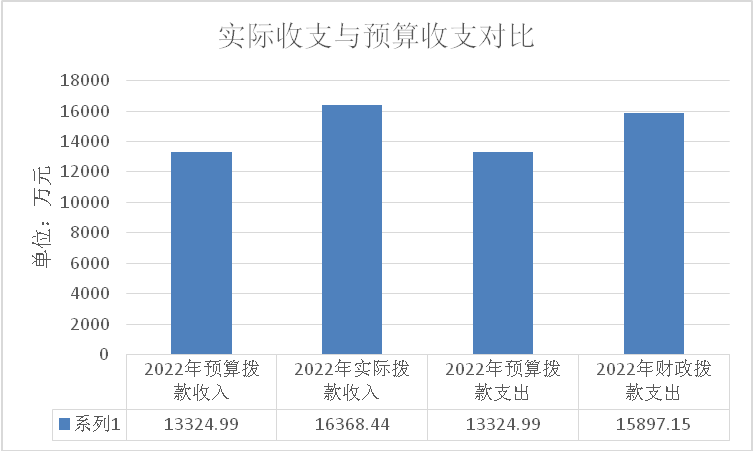 实际收支与预算收支对比
单位：万元
18000
16000
14000
12000
10000
8000
6000
4000
2000
0
2022年预算拨
款收入
2022年实际拨
款收入
2022年预算拨
款支出
2022年财政拨
款支出
系列1 13324.99 16368.44 13324.99 15897.15